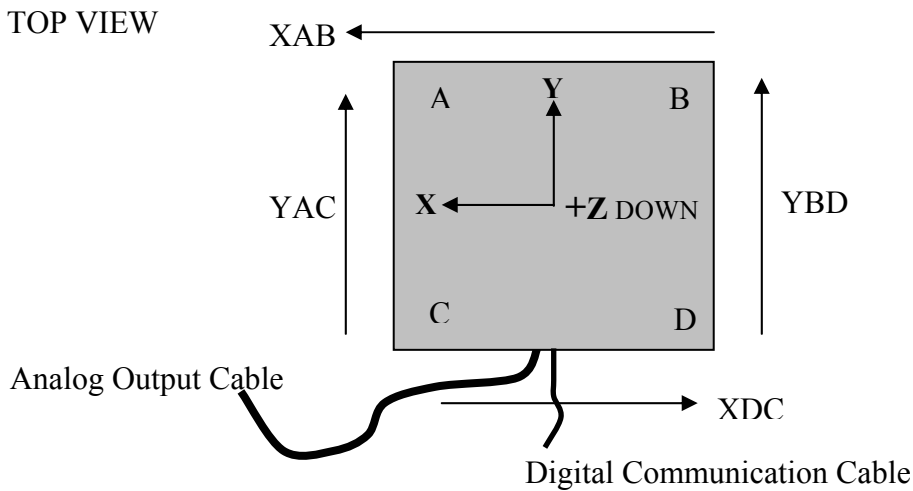 TOP VIEW
XAB
A
Y
B
YAC
X
+Z DOWN
YBD
C
D
Analog Output Cable
XDC
Digital Communication Cable